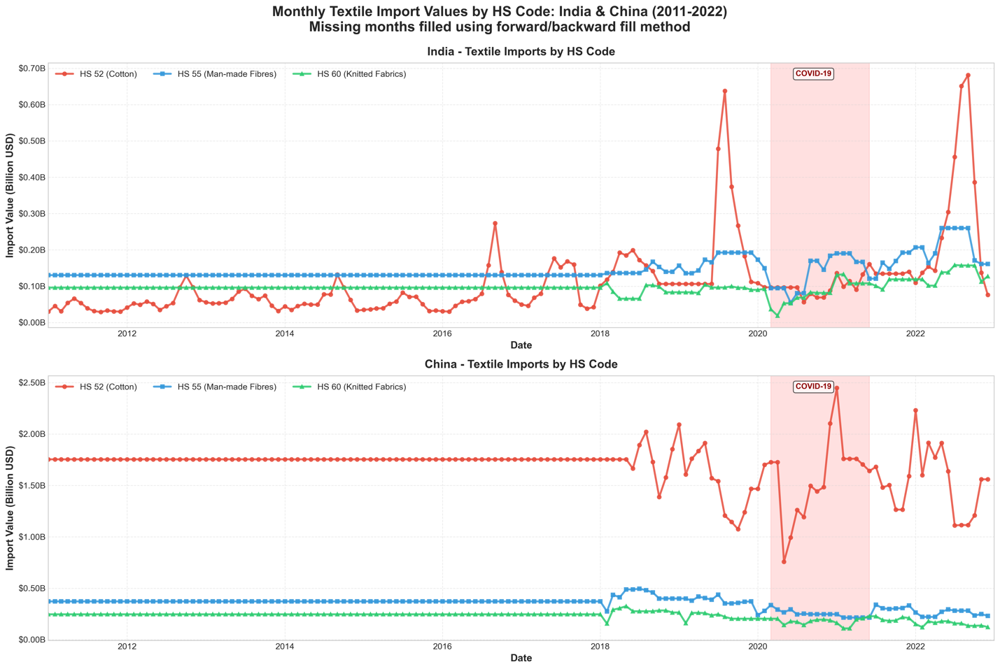 Monthly Textile Import Values by HS Code: India & China (2011-2022)
Missing months filled using forward/backward fill method
India - Textile Imports by HS Code
HS 52 (Cotton) HS 55 (Man-made Fibres) HS 60 (Knitted Fabrics)
COVID-19
Import Value (Billion USD)
$0.70B
$0.60B
$0.50B
$0.40B
$0.30B
$0.20B
$0.10B
$0.00B
2012 2014 2016 2018 2020 2022
Date
China - Textile Imports by HS Code
HS 52 (Cotton) HS 55 (Man-made Fibres) HS 60 (Knitted Fabrics)
COVID-19
Import Value (Billion USD)
$2.50B
$2.00B
$1.50B
$1.00B
$0.50B
$0.00B
2012 2014 2016 2018 2020 2022
Date